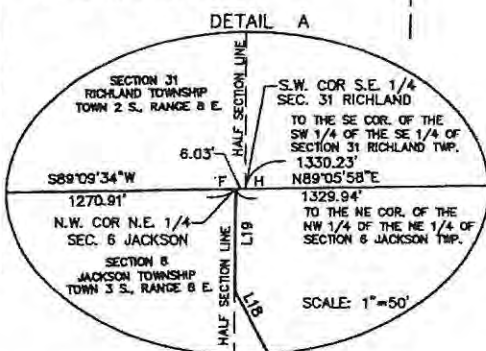 DETAIL A
SECTION 31
RICHLAND TOWNSHIP
TOWN 2 S., RANGE 8 E.
HALF SECTION LINE
S.W. COR S.E. 1/4
SEC. 31 RICHLAND
TO THE SE COR. OF THE
SW 1/4 OF THE SE 1/4 OF
SECTION 31 RICHLAND TWP.
6.03'
1330.23'
S89°09'34"W
F H
N89°05'58"E
1270.91'
1329.94'
N.W. COR N.E. 1/4
SEC. 6 JACKSON
TO THE NE COR. OF THE
NW 1/4 OF THE NE 1/4 OF
SECTION 6 JACKSON TWP.
L19
SECTION 6
JACKSON TOWNSHIP
TOWN 3 S., RANGE 8 E.
HALF SECTION LINE
L18
SCALE: 1"=50'